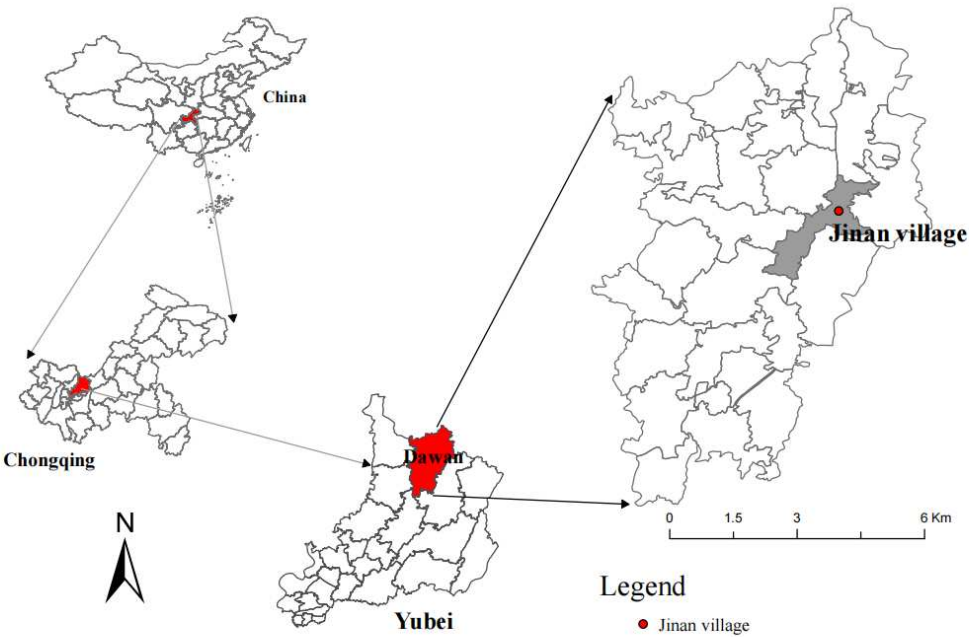 China
Jinan village
Chongqing
Dawan
N
0 1.5 3 6 Km
Yubei
Legend
Jinan village